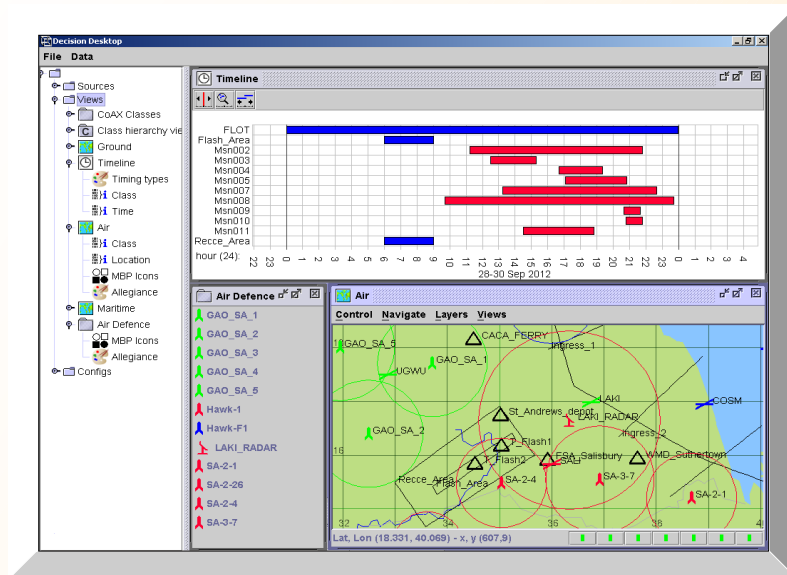 Decision Desktop
File Data
Sources
Views
CoAX Classes
Class hierarchy vie
Ground
Timeline
Timing types
Class
Time
Air
Class
Location
MBP Icons
Allegiance
Maritime
Air Defence
MBP Icons
Allegiance
Configs
Timeline
FLOT
Flash_Area
Msn002
Msn003
Msn004
Msn005
Msn007
Msn008
Msn009
Msn010
Msn011
Recce_Area
hour (24):
22 23 0 1 2 3 4 5 6 7 8 9 10 11 12 13 14 15 16 17 18 19 20 21 22 23 0 1 2 3 4
28-30 Sep 2012
Air Defence
GAO_SA_1
GAO_SA_2
GAO_SA_3
GAO_SA_4
GAO_SA_5
Hawk-1
Hawk-F1
LAKI_RADAR
SA-2-1
SA-2-26
SA-2-4
SA-3-7
Air
Control Navigate Layers Views
CACA_FERRY
GAO_SA_5
Ingress_1
GAO_SA_1
UGWU
LAKI
COSM
St_Andrews_depot
LAKI_RADAR
GAO_SA_2
Ingress_2
T_Flash1
16
T_Flash2
FSA_Salisbury
WMD_Suthertown
Recce_Area
Flash_Area
SA-2-4
SA-3-7
SA-2-1
32 34 36 38
Lat, Lon (18.331, 40.069) - x, y (607,9)